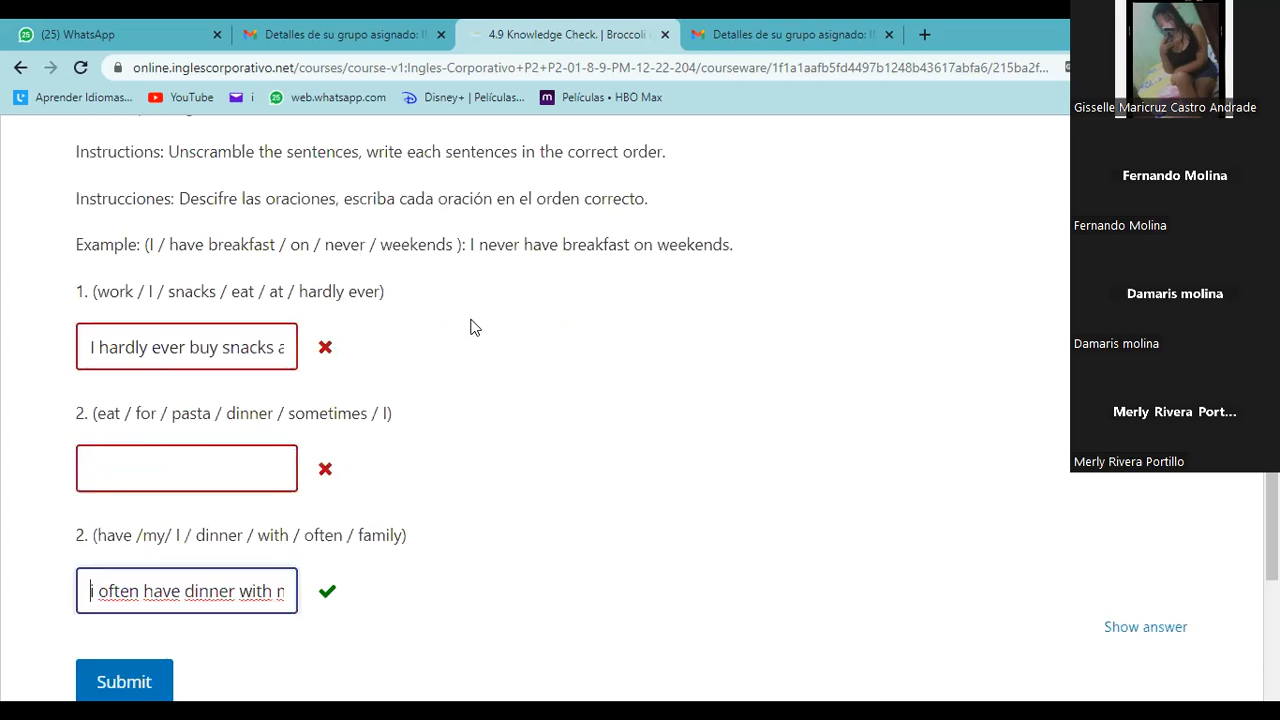 (25) WhatsApp
Detalles de su grupo asignado: I
4.9 Knowledge Check. | Broccoli
Detalles de su grupo asignado: I
online.inglescorporativo.net/courses/course-v1:Ingles-Corporativo+P2+P2-01-8-9-PM-12-22-204/courseware/1f1a1aafb5fd4497b1248b43617abfa6/215ba2f...
Aprender Idiomas...
YouTube
i
web.whatsapp.com
Disney+ | Películas...
Películas • HBO Max
Instructions: Unscramble the sentences, write each sentences in the correct order.
Instrucciones: Descifre las oraciones, escriba cada oración en el orden correcto.
Example: (I / have breakfast / on / never / weekends ): I never have breakfast on weekends.
1. (work / I / snacks / eat / at / hardly ever)
I hardly ever buy snacks a
2. (eat / for / pasta / dinner / sometimes / I)
2. (have /my/ I / dinner / with / often / family)
i often have dinner with
Show answer
Submit
Gisselle Maricruz Castro Andrade
Fernando Molina
Fernando Molina
Damaris molina
Damaris molina
Merly Rivera Port...
Merly Rivera Portillo